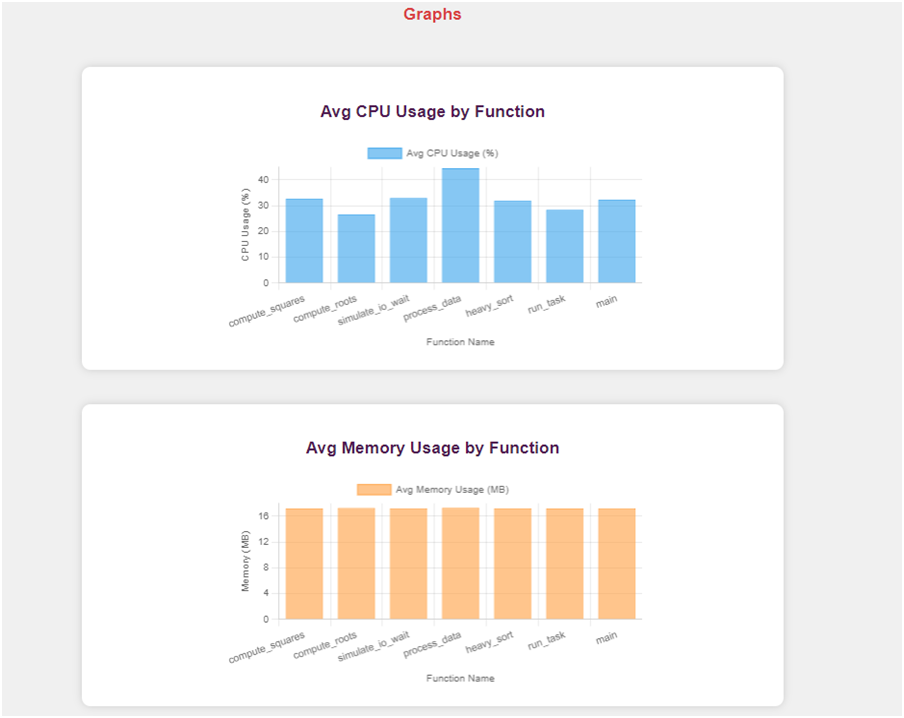 Graphs
Avg CPU Usage by Function
Avg CPU Usage (%)
CPU Usage (%)
40
30
20
10
0
compute_squares
compute_roots
simulate_io_wait
process_data
heavy_sort
run_task
main
Function Name
Avg Memory Usage by Function
Avg Memory Usage (MB)
Memory (MB)
16
12
8
4
0
compute_squares
compute_roots
simulate_io_wait
process_data
heavy_sort
run_task
main
Function Name